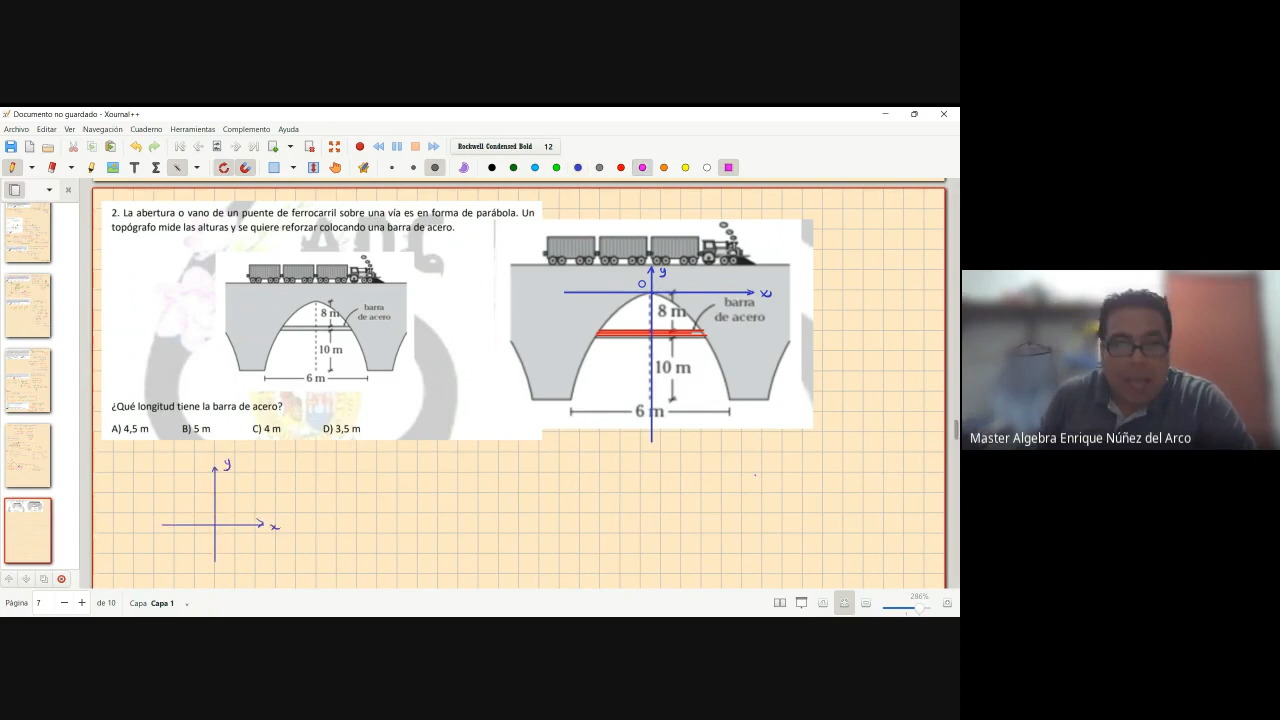 Documento no guardado - Xournal++
Archivo Editar Ver Navegación Cuaderno Herramientas Complemento Ayuda
Rockwell Condensed Bold 12
2. La abertura o vano de un puente de ferrocarril sobre una vía es en forma de parábola. Un
topógrafo mide las alturas y se quiere reforzar colocando una barra de acero.
8 m
barra
de acero
10 m
6 m
¿Qué longitud tiene la barra de acero?
A) 4,5 m B) 5 m C) 4 m D) 3,5 m
y
x
y
O
x
8 m
barra
de acero
10 m
6 m
Página 7 de 10 Capa Capa 1
286%
Master Algebra Enrique Núñez del Arco